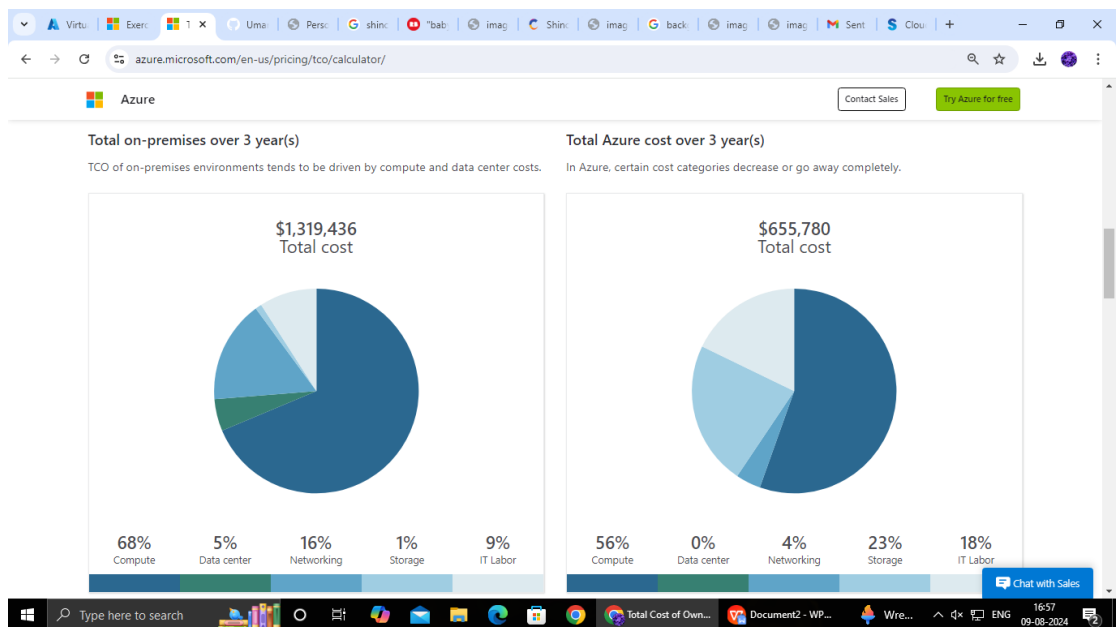 Virtu
Exerc
T
Uma
Perso
shinc
"bab
imag
Shinc
imag
back
imag
imag
Sent
Clou
azure.microsoft.com/en-us/pricing/tco/calculator/
Azure
Contact Sales
Try Azure for free
Total on-premises over 3 year(s)
TCO of on-premises environments tends to be driven by compute and data center costs.
$1,319,436
Total cost
68%
Compute
5%
Data center
16%
Networking
1%
Storage
9%
IT Labor
Total Azure cost over 3 year(s)
In Azure, certain cost categories decrease or go away completely.
$655,780
Total cost
56%
Compute
0%
Data center
4%
Networking
23%
Storage
18%
IT Labor
Chat with Sales
Type here to search
Total Cost of Own...
Document2 - WP...
Wre...
ENG
16:57
09-08-2024
2